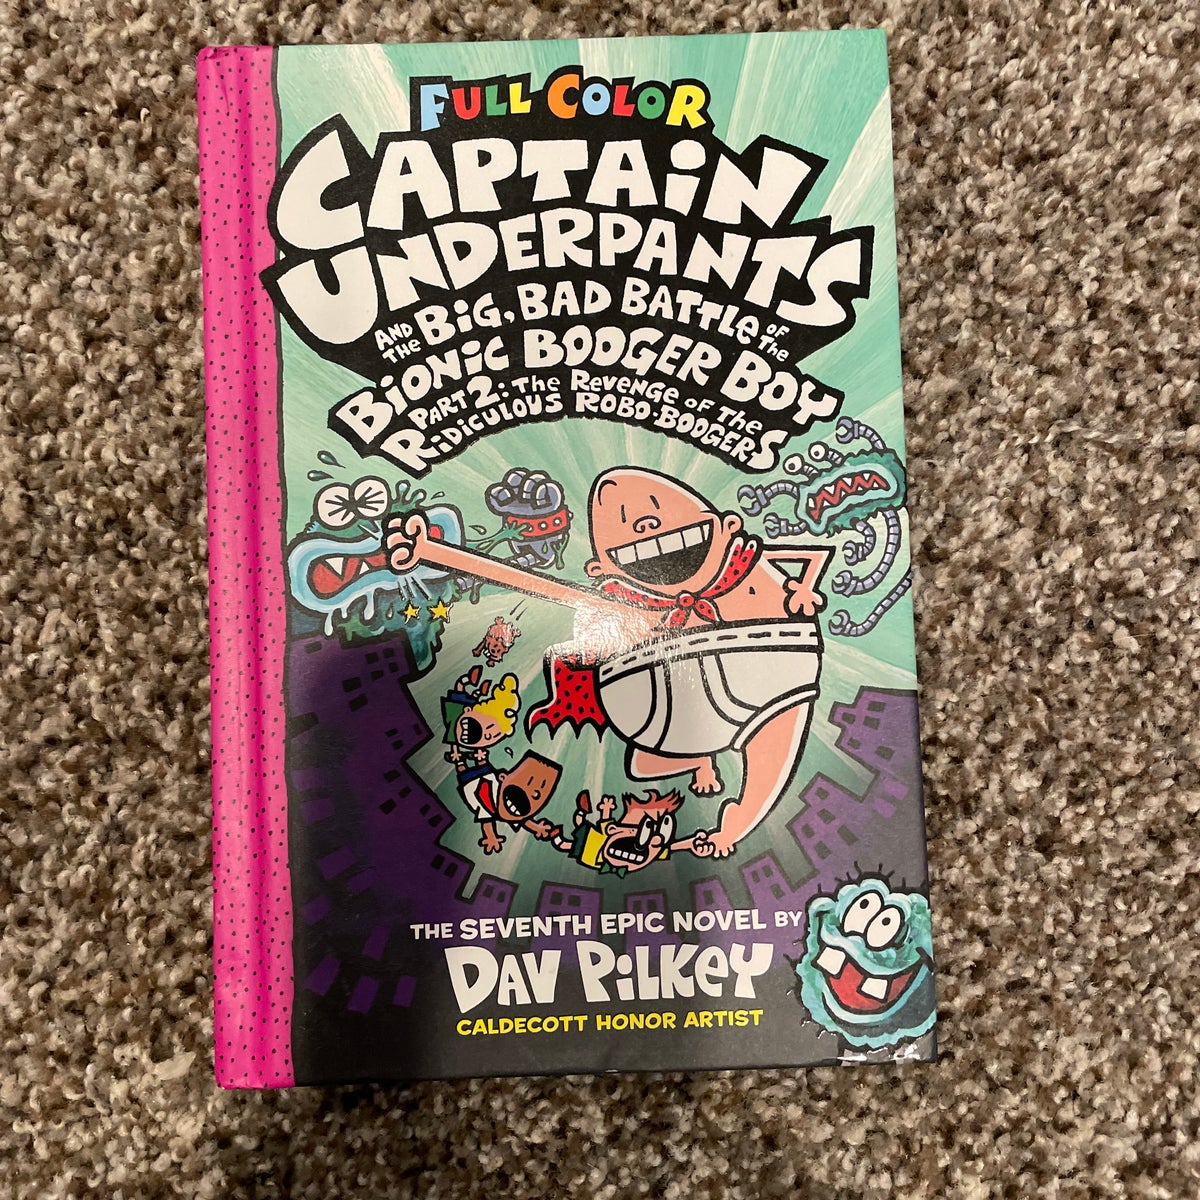 FULL COLOR
CAPTAiN
UNDERPANTS
AND THE BiG, BAD BATTLE OF THE
BiONiC BOOGER BOY
PART 2: THE REVENGE OF THE
RiDiCULOUS ROBO-BOOGERS
THE SEVENTH EPIC NOVEL BY
DAV PiLKEY
CALDECOTT HONOR ARTIST